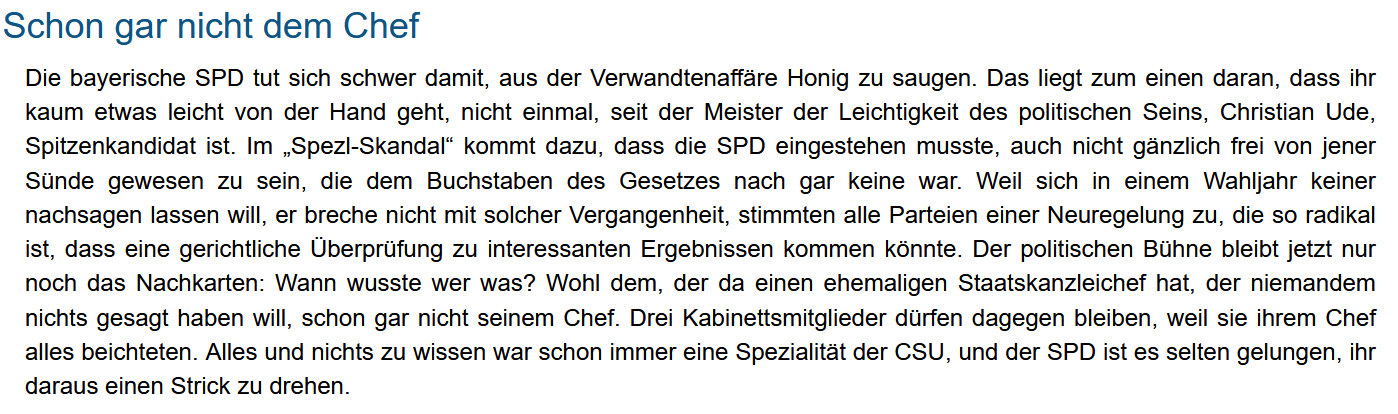 Schon gar nicht dem Chef
Die bayerische SPD tut sich schwer damit, aus der Verwandtenaffäre Honig zu saugen. Das liegt zum einen daran, dass ihr
kaum etwas leicht von der Hand geht, nicht einmal, seit der Meister der Leichtigkeit des politischen Seins, Christian Ude,
Spitzenkandidat ist. Im „Spezl-Skandal“ kommt dazu, dass die SPD eingestehen musste, auch nicht gänzlich frei von jener
Sünde gewesen zu sein, die dem Buchstaben des Gesetzes nach gar keine war. Weil sich in einem Wahljahr keiner
nachsagen lassen will, er breche nicht mit solcher Vergangenheit, stimmten alle Parteien einer Neuregelung zu, die so radikal
ist, dass eine gerichtliche Überprüfung zu interessanten Ergebnissen kommen könnte. Der politischen Bühne bleibt jetzt nur
noch das Nachkarten: Wann wusste wer was? Wohl dem, der da einen ehemaligen Staatskanzleichef hat, der niemandem
nichts gesagt haben will, schon gar nicht seinem Chef. Drei Kabinettsmitglieder dürfen dagegen bleiben, weil sie ihrem Chef
alles beichteten. Alles und nichts zu wissen war schon immer eine Spezialität der CSU, und der SPD ist es selten gelungen, ihr
daraus einen Strick zu drehen.